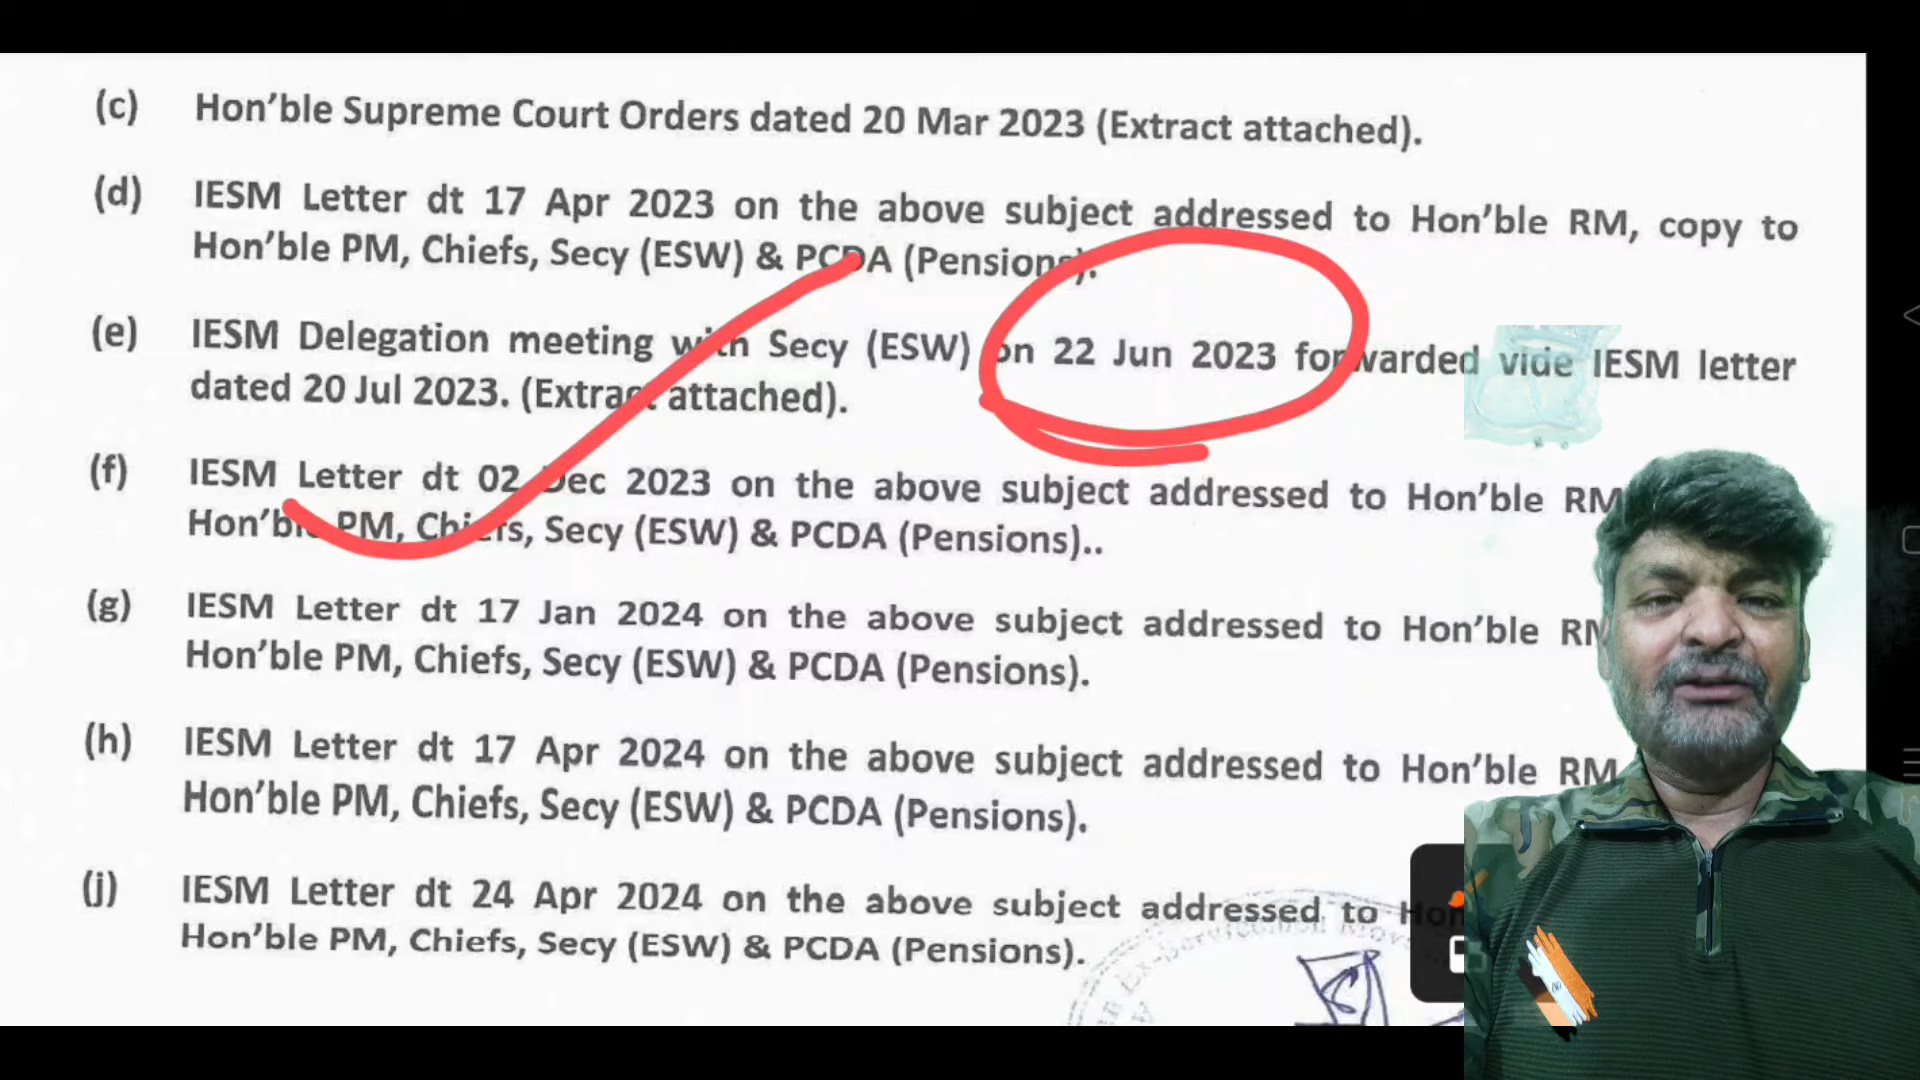 (c) Hon'ble Supreme Court Orders dated 20 Mar 2023 (Extract attached).
(d) IESM Letter dt 17 Apr 2023 on the above subject addressed to Hon'ble RM, copy to
Hon'ble PM, Chiefs, Secy (ESW) & PCDA (Pensions).
(e) IESM Delegation meeting with Secy (ESW) on 22 Jun 2023 forwarded vide IESM letter
dated 20 Jul 2023. (Extract attached).
(f) IESM Letter dt 02 Dec 2023 on the above subject addressed to Hon'ble RM
Hon'ble PM, Chiefs, Secy (ESW) & PCDA (Pensions)..
(g) IESM Letter dt 17 Jan 2024 on the above subject addressed to Hon'ble RM
Hon'ble PM, Chiefs, Secy (ESW) & PCDA (Pensions).
(h) IESM Letter dt 17 Apr 2024 on the above subject addressed to Hon'ble RM
Hon'ble PM, Chiefs, Secy (ESW) & PCDA (Pensions).
(j) IESM Letter dt 24 Apr 2024 on the above subject addressed to
Hon'ble PM, Chiefs, Secy (ESW) & PCDA (Pensions).
Ex-Servicemen